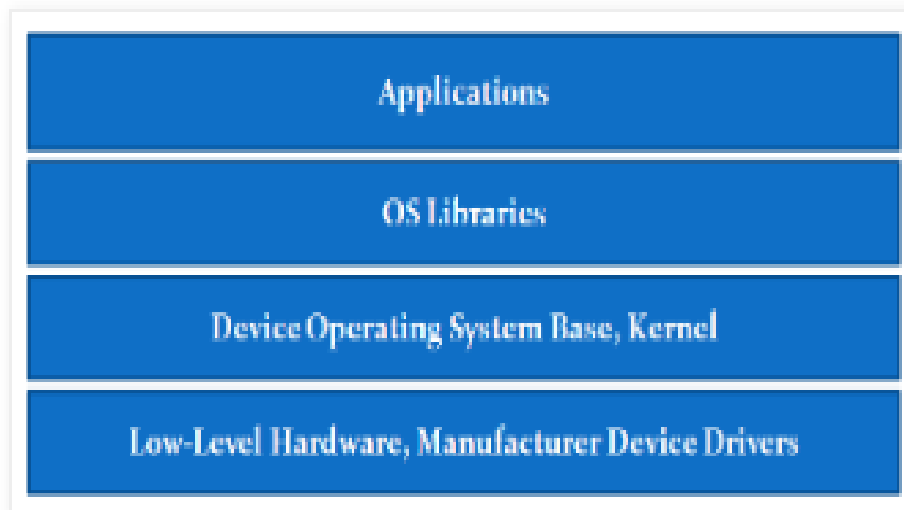 Applications
OS Libraries
Device Operating System Base, Kernel
Low-Level Hardware, Manufacturer Device Drivers